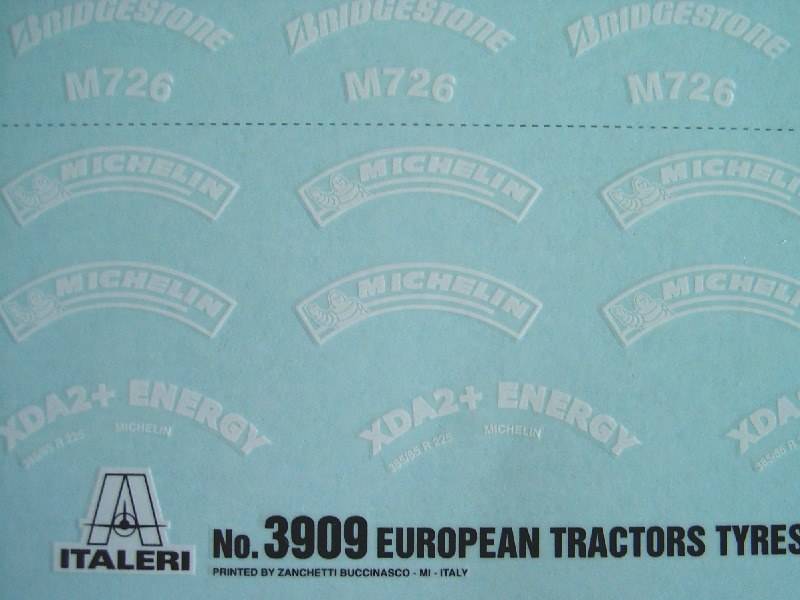 BRIDGESTONE BRIDGESTONE BRIDGESTONE
M726 M726 M726
MICHELIN MICHELIN MICHELIN
MICHELIN MICHELIN MICHELIN
XDA2+ ENERGY XDA2+ ENERGY XDA
MICHELIN MICHELIN
ITALERI
No. 3909 EUROPEAN TRACTORS TYRES
PRINTED BY ZANCHETTI BUCCINASCO - MI - ITALY